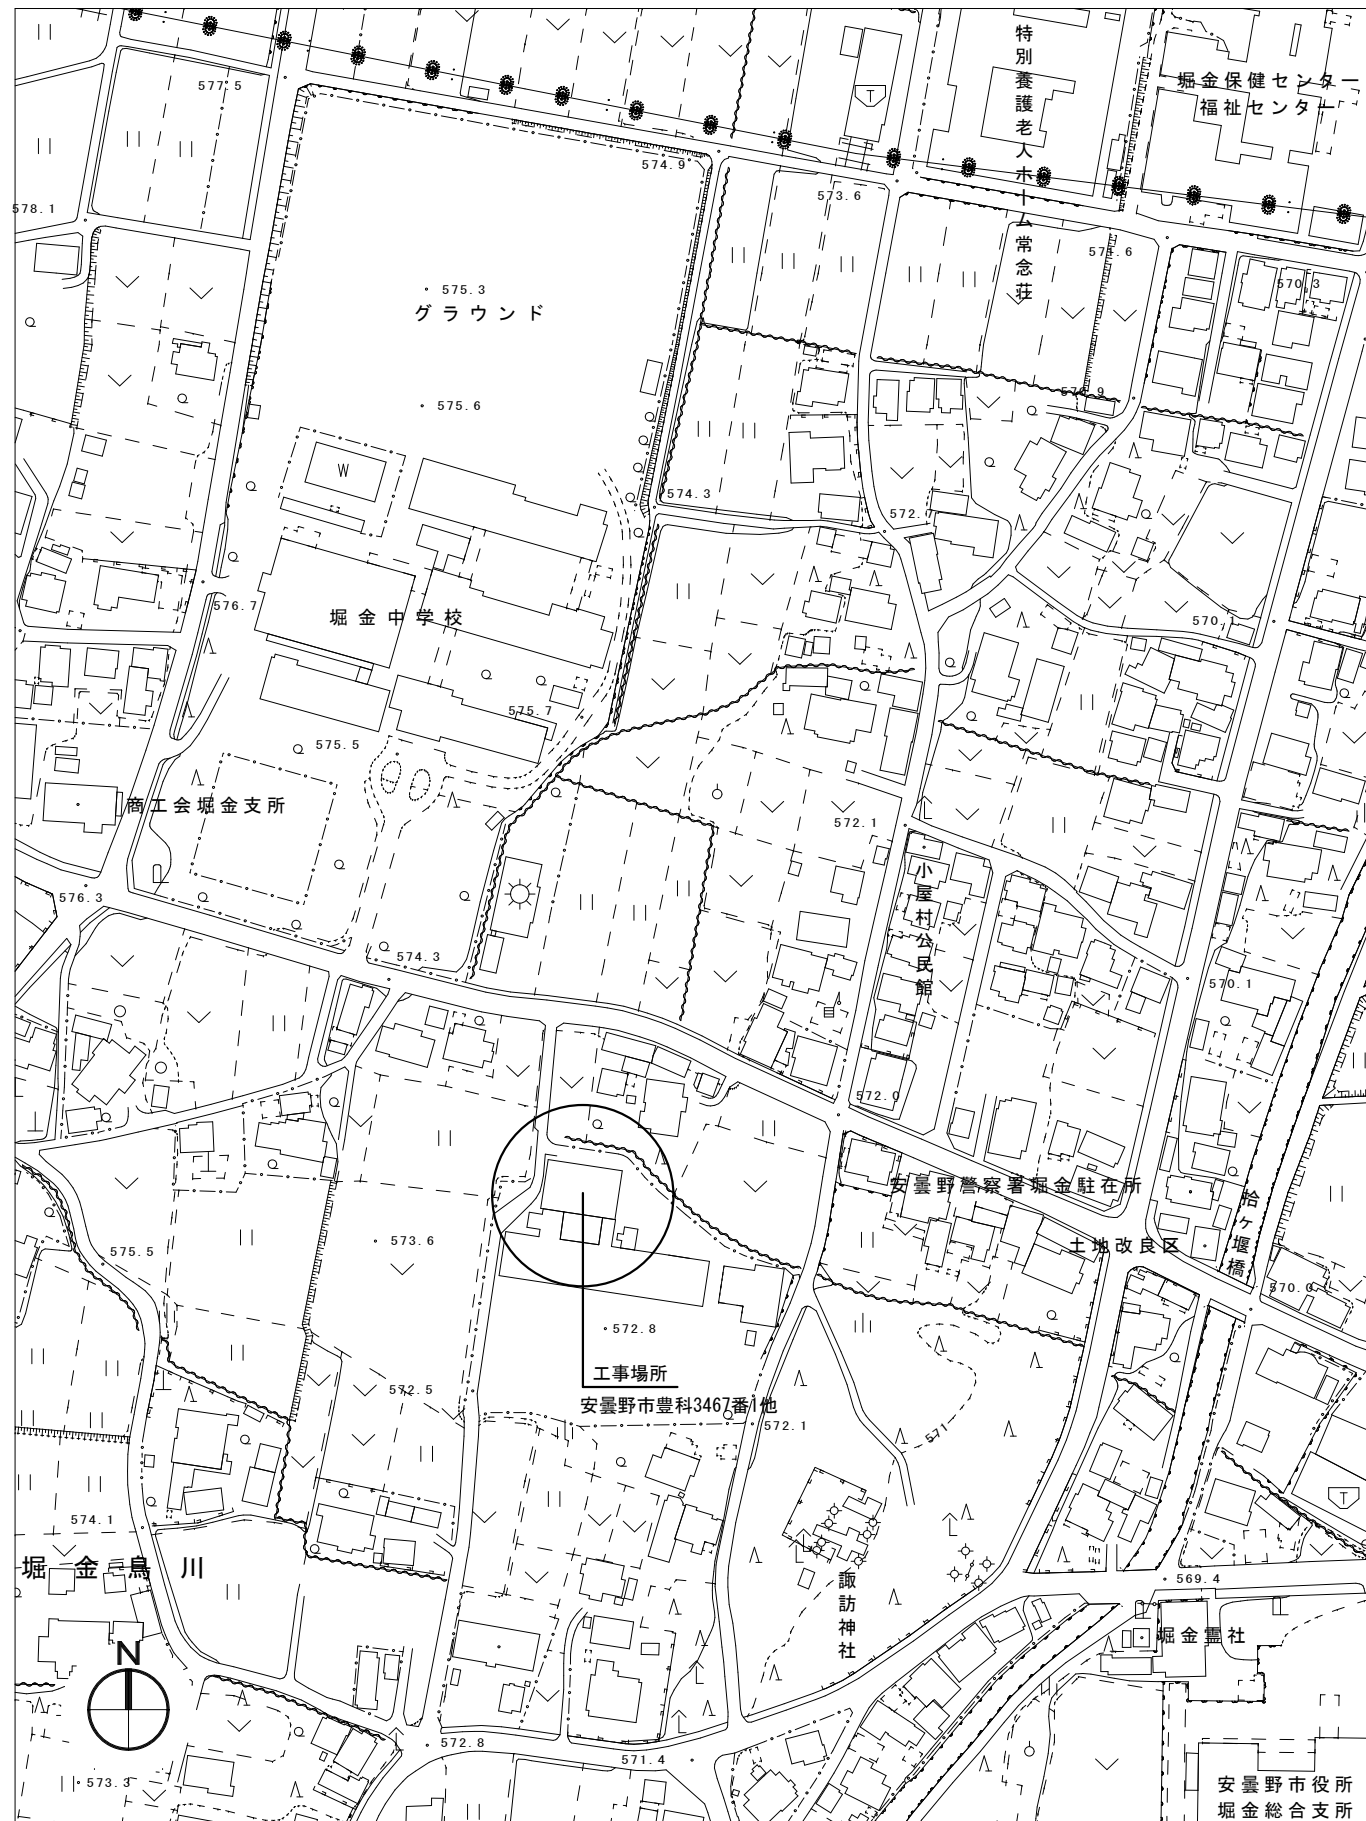 577.5
特別養護老人ホーム常念荘
堀金保健センター
福祉センター
574.9
573.6
578.1
571.6
570.3
575.3
グラウンド
575.6
W
574.3
572.7
576.7
堀金中学校
570.1
575.7
575.5
商工会堀金支所
572.1
小屋村公民館
576.3
574.3
570.1
572.0
安曇野警察署堀金駐在所
拾ケ堰橋
575.5
573.6
土地改良区
570.0
572.8
工事場所
安曇野市豊科3467番1他
572.5
572.1
571
T
T
574.1
堀金烏川
諏訪神社
569.4
堀金霊社
N
572.8
571.4
573.3
安曇野市役所
堀金総合支所